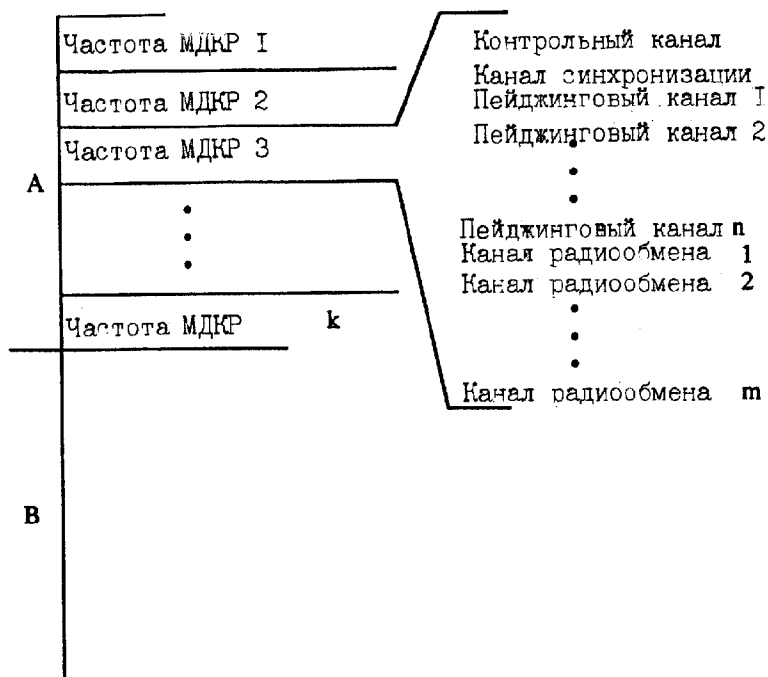 Частота МДКР I
Частота МДКР 2
Частота МДКР 3
A
Частота МДКР k
B
Контрольный канал
Канал синхронизации
Пейджинговый канал I
Пейджинговый канал 2
Пейджинговый канал n
Канал радиообмена 1
Канал радиообмена 2
Канал радиообмена m